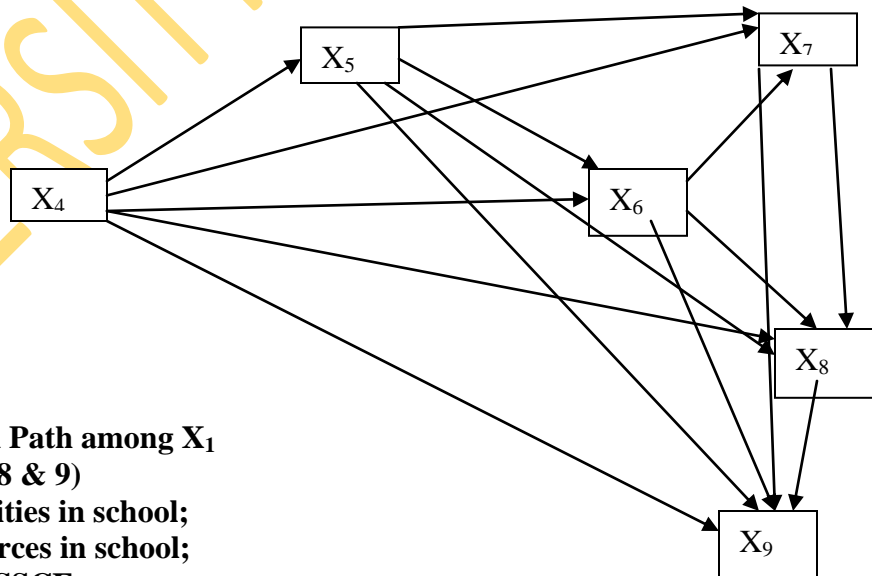 X5
X7
X4
X6
X8
Path among X1
8 & 9)
ities in school;
rces in school;
X9